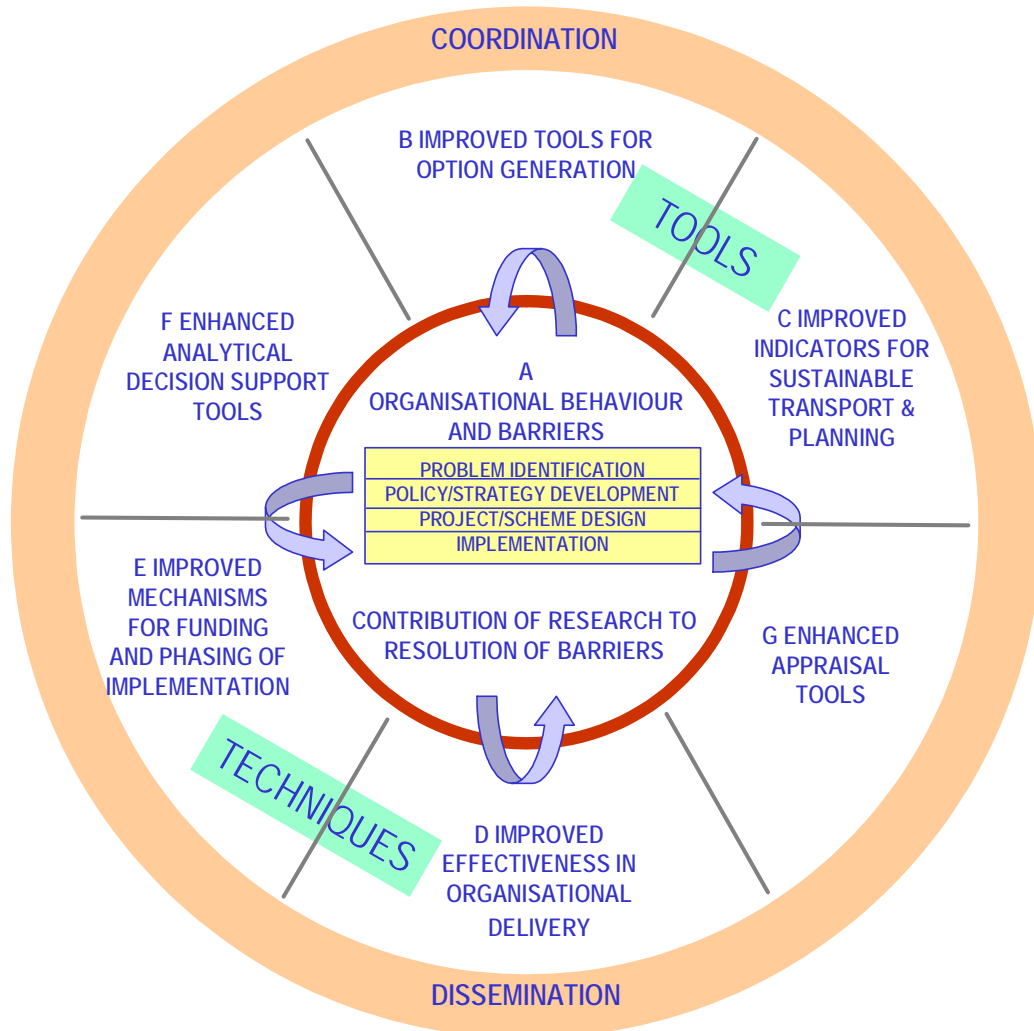 COORDINATION
B IMPROVED TOOLS FOR
OPTION GENERATION
TOOLS
F ENHANCED
ANALYTICAL
DECISION SUPPORT
TOOLS
C IMPROVED
INDICATORS FOR
SUSTAINABLE
TRANSPORT &
PLANNING
A
ORGANISATIONAL BEHAVIOUR
AND BARRIERS
PROBLEM IDENTIFICATION
POLICY/STRATEGY DEVELOPMENT
PROJECT/SCHEME DESIGN
IMPLEMENTATION
CONTRIBUTION OF RESEARCH TO
RESOLUTION OF BARRIERS
E IMPROVED
MECHANISMS
FOR FUNDING
AND PHASING OF
IMPLEMENTATION
G ENHANCED
APPRAISAL
TOOLS
TECHNIQUES
D IMPROVED
EFFECTIVENESS IN
ORGANISATIONAL
DELIVERY
DISSEMINATION